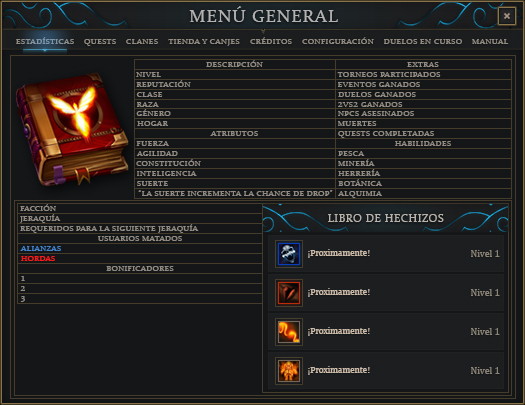 MENÚ GENERAL
ESTADÍSTICAS QUESTS CLANES TIENDA Y CANJES CRÉDITOS CONFIGURACIÓN DUELOS EN CURSO MANUAL
DESCRIPCIÓN
NIVEL
REPUTACIÓN
CLASE
RAZA
GÉNERO
HOGAR
ATRIBUTOS
FUERZA
AGILIDAD
CONSTITUCIÓN
INTELIGENCIA
SUERTE
"LA SUERTE INCREMENTA LA CHANCE DE DROP"
EXTRAS
TORNEOS PARTICIPADOS
EVENTOS GANADOS
DUELOS GANADOS
2VS2 GANADOS
NPCS ASESINADOS
MUERTES
QUESTS COMPLETADAS
HABILIDADES
PESCA
MINERÍA
HERRERÍA
BOTÁNICA
ALQUIMIA
FACCIÓN
JERAQUÍA
REQUERIDOS PARA LA SIGUIENTE JERAQUÍA
USUARIOS MATADOS
ALIANZAS
HORDAS
BONIFICADORES
1
2
3
LIBRO DE HECHIZOS
¡Proximamente! Nivel 1
¡Proximamente! Nivel 1
¡Proximamente! Nivel 1
¡Proximamente! Nivel 1